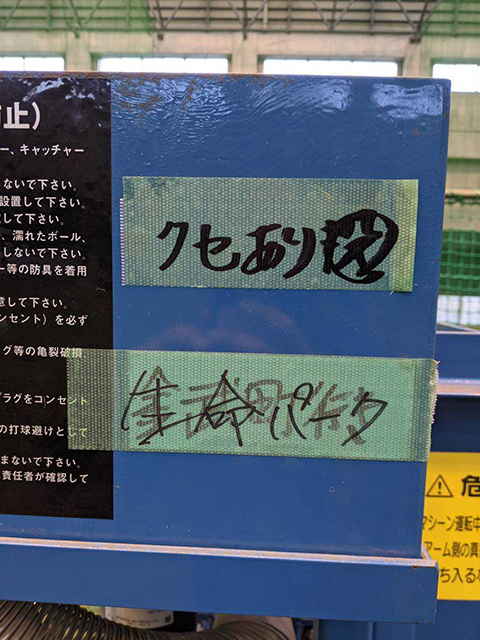 止)
ー、キャッチャー
ないで下さい。
設置して下さい。
して下さい。
、濡れたボール、
しないで下さい。
ー等の防具を着用
意して下さい。
ンセント)を必ず
グ等の亀裂破損
プラグをコンセント
の打球避けとして
まないで下さい。
責任者が確認して
クセあり
生命パーク
危
マシーン運転中
アーム側の真
ち入るな